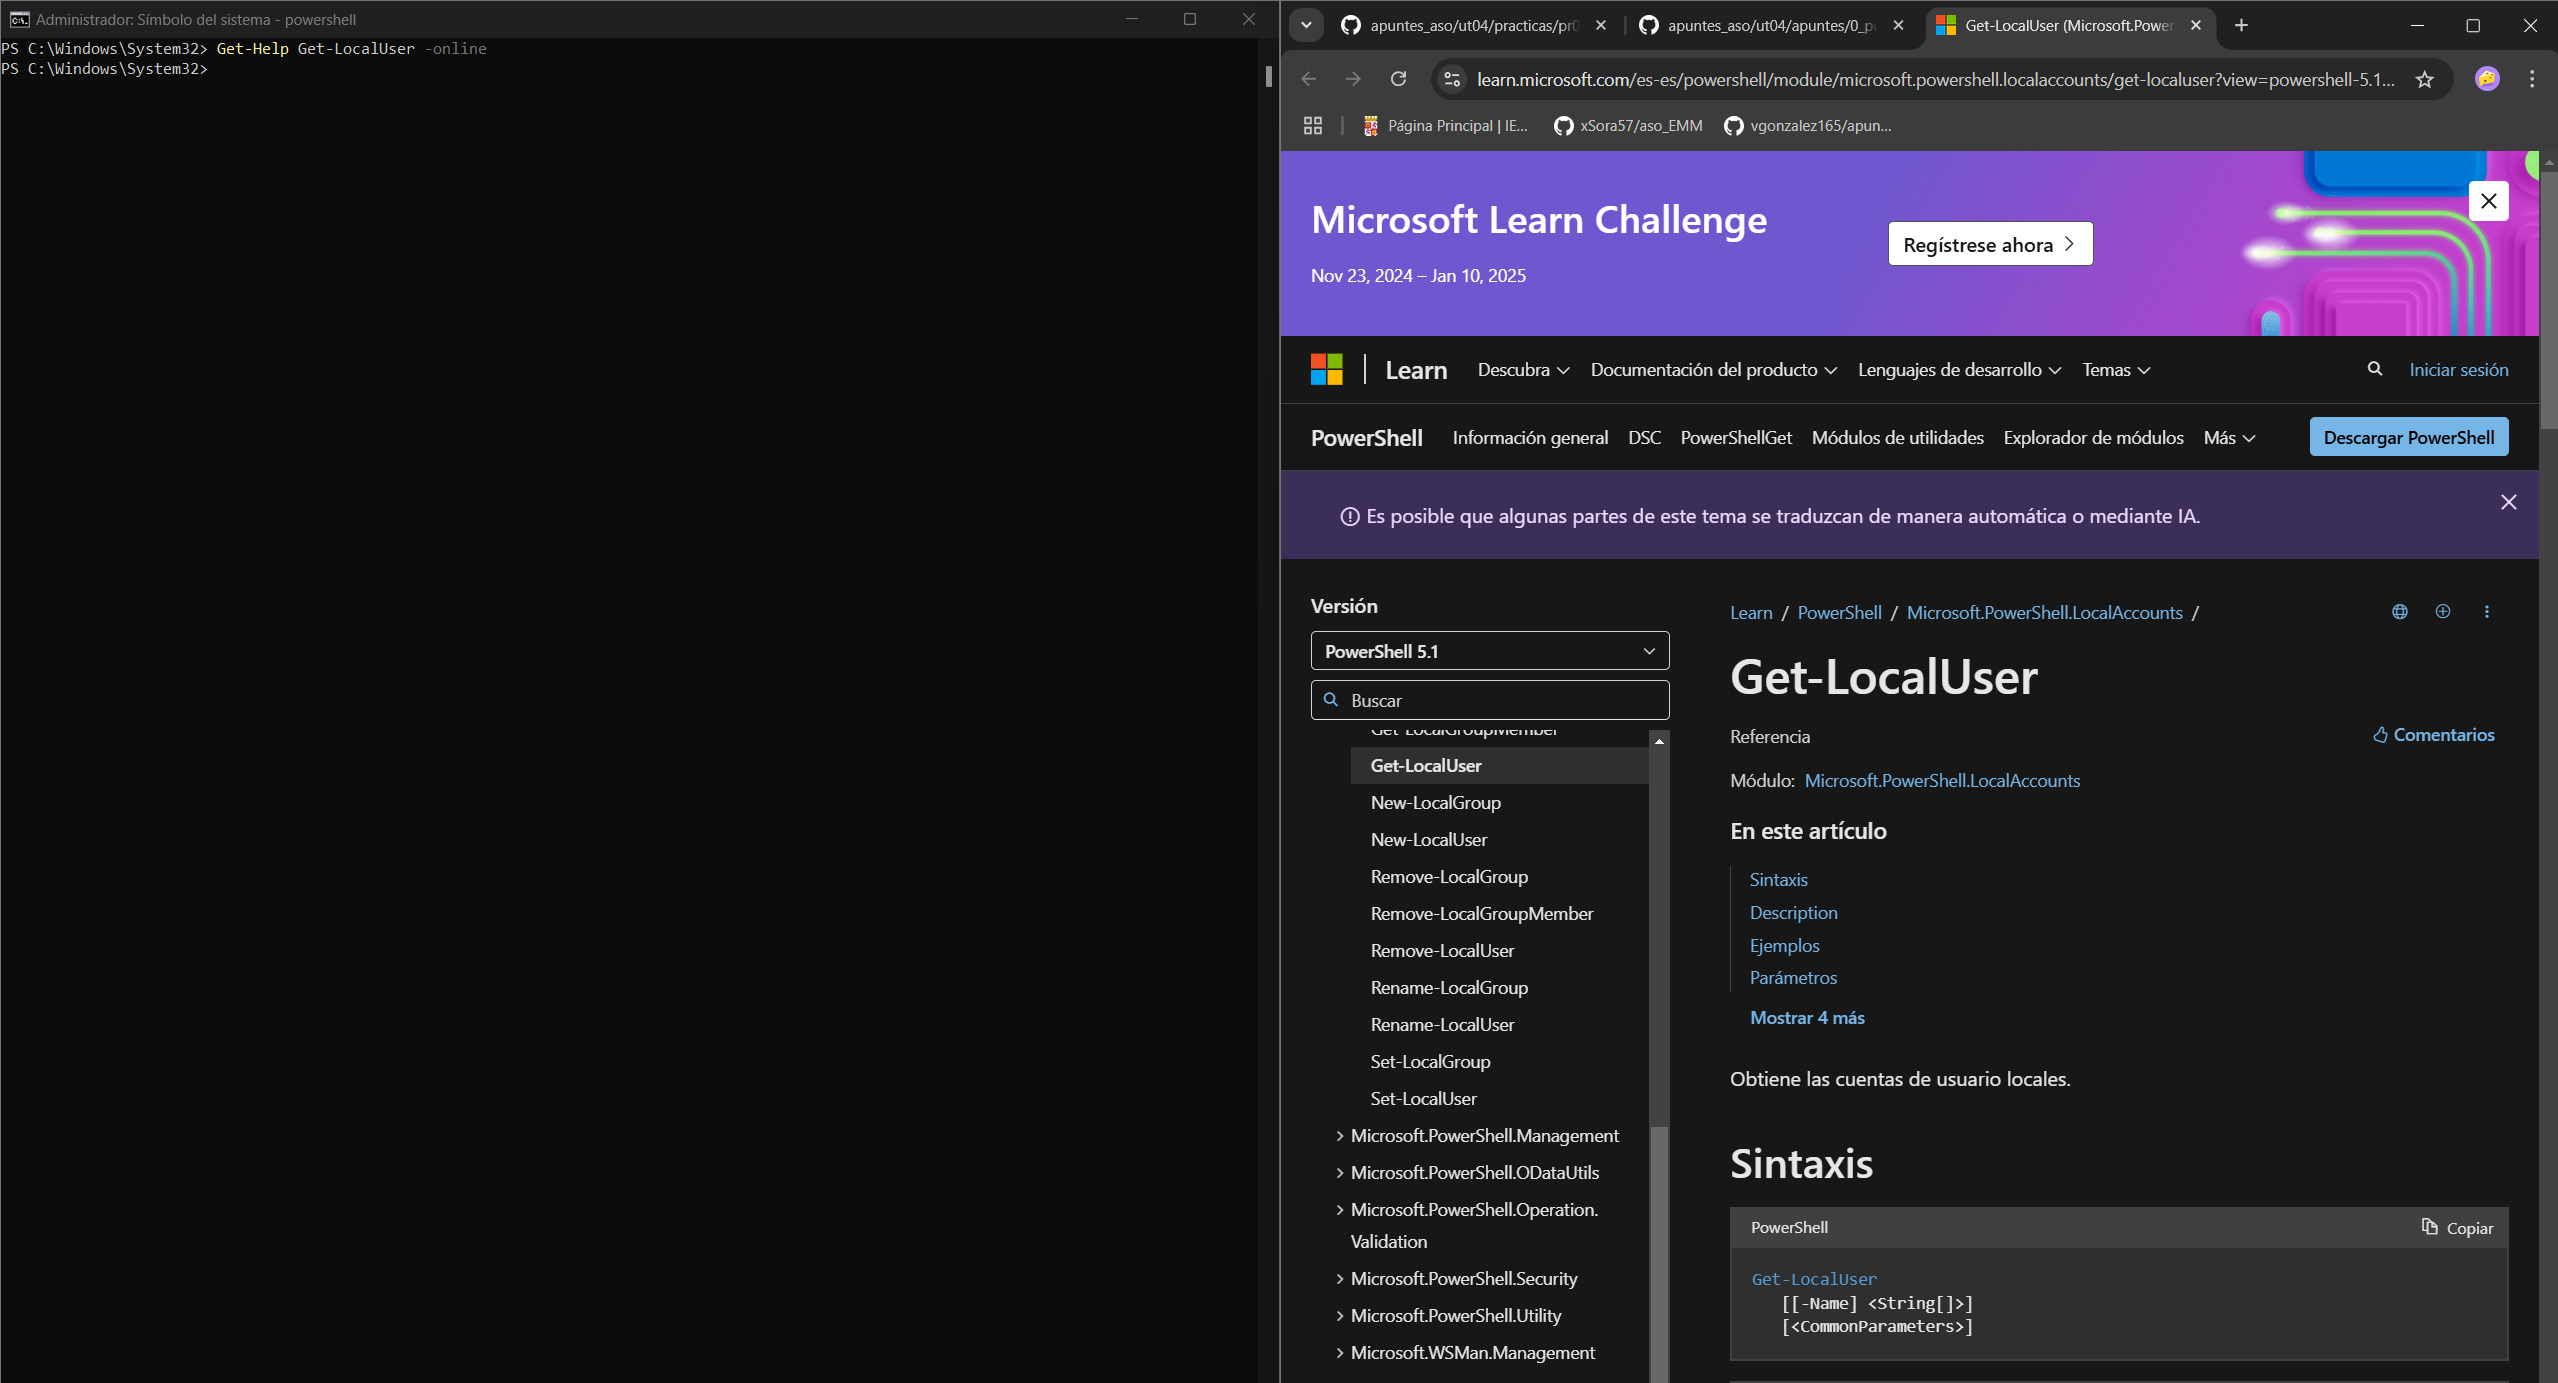 Administrador: Símbolo del sistema - powershell
PS C:\Windows\System32> Get-Help Get-LocalUser -online
PS C:\Windows\System32>
apuntes_aso/ut04/practicas/pr0
apuntes_aso/ut04/apuntes/0_p
Get-LocalUser (Microsoft.Power
learn.microsoft.com/es-es/powershell/module/microsoft.powershell.localaccounts/get-localuser?view=powershell-5.1...
Página Principal | IE...
xSora57/aso_EMM
vgonzalez165/apun...
Microsoft Learn Challenge
Nov 23, 2024 – Jan 10, 2025
Regístrese ahora
Learn
Descubra
Documentación del producto
Lenguajes de desarrollo
Temas
Iniciar sesión
PowerShell
Información general
DSC
PowerShellGet
Módulos de utilidades
Explorador de módulos
Más
Descargar PowerShell
Es posible que algunas partes de este tema se traduzcan de manera automática o mediante IA.
Versión
PowerShell 5.1
Buscar
Get-LocalGroupMember
Get-LocalUser
New-LocalGroup
New-LocalUser
Remove-LocalGroup
Remove-LocalGroupMember
Remove-LocalUser
Rename-LocalGroup
Rename-LocalUser
Set-LocalGroup
Set-LocalUser
Microsoft.PowerShell.Management
Microsoft.PowerShell.ODataUtils
Microsoft.PowerShell.Operation.
Validation
Microsoft.PowerShell.Security
Microsoft.PowerShell.Utility
Microsoft.WSMan.Management
Learn / PowerShell / Microsoft.PowerShell.LocalAccounts /
Get-LocalUser
Referencia
Comentarios
Módulo: Microsoft.PowerShell.LocalAccounts
En este artículo
Sintaxis
Description
Ejemplos
Parámetros
Mostrar 4 más
Obtiene las cuentas de usuario locales.
Sintaxis
PowerShell
Copiar
Get-LocalUser
[[-Name] <String[]>]
[<CommonParameters>]